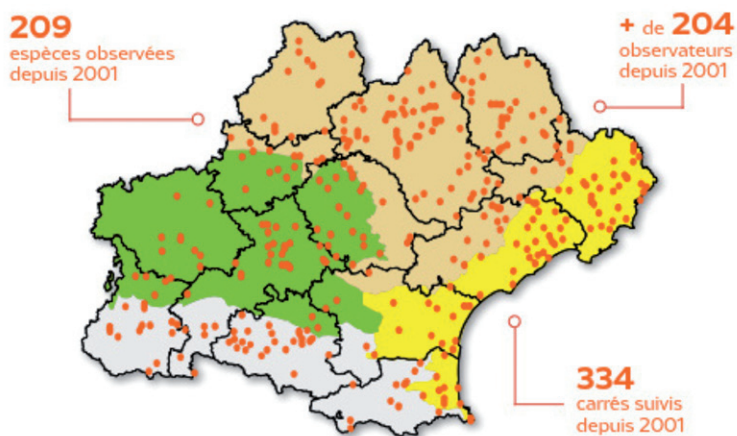 209
espèces observées
depuis 2001
+ de 204
observateurs
depuis 2001
334
carrés suivis
depuis 2001